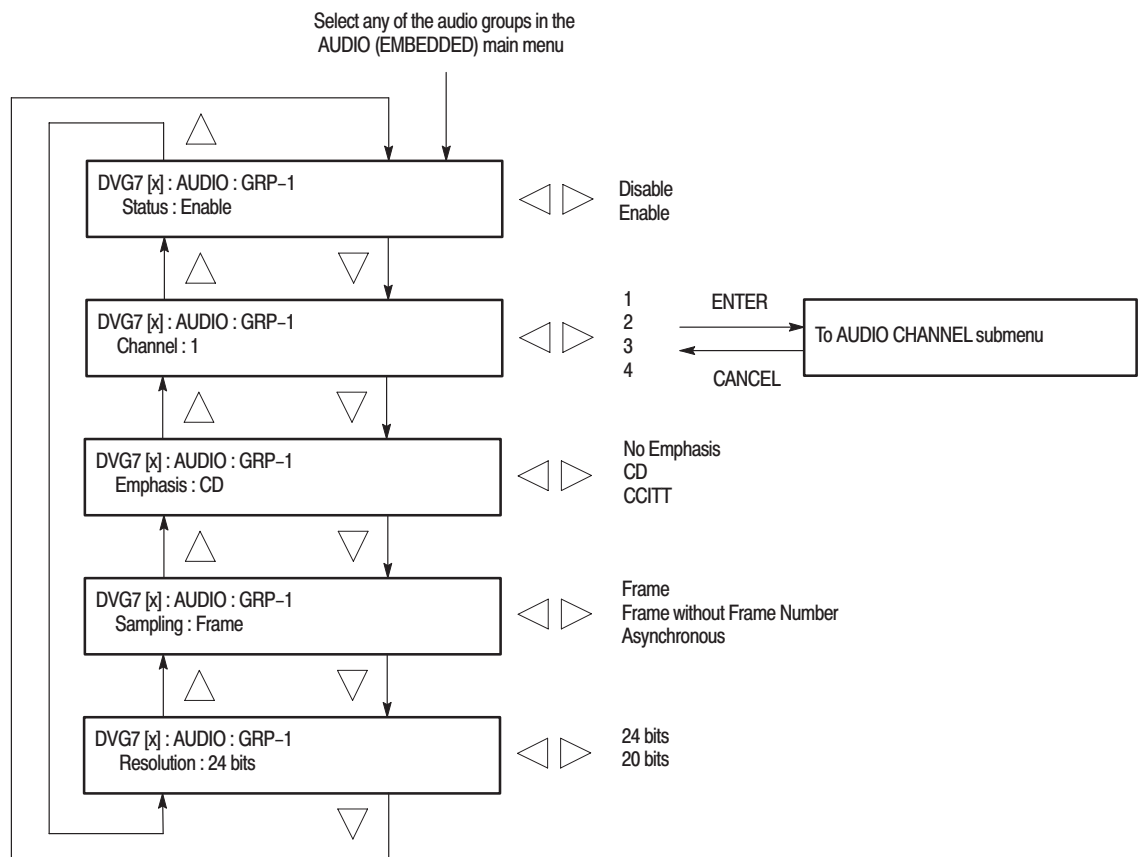 Select any of the audio groups in the
AUDIO (EMBEDDED) main menu
DVG7 [x] : AUDIO : GRP–1
Status : Enable
Disable
Enable
DVG7 [x] : AUDIO : GRP–1
Channel : 1
1
2
3
4
ENTER
CANCEL
To AUDIO CHANNEL submenu
DVG7 [x] : AUDIO : GRP–1
Emphasis : CD
No Emphasis
CD
CCITT
DVG7 [x] : AUDIO : GRP–1
Sampling : Frame
Frame
Frame without Frame Number
Asynchronous
DVG7 [x] : AUDIO : GRP–1
Resolution : 24 bits
24 bits
20 bits